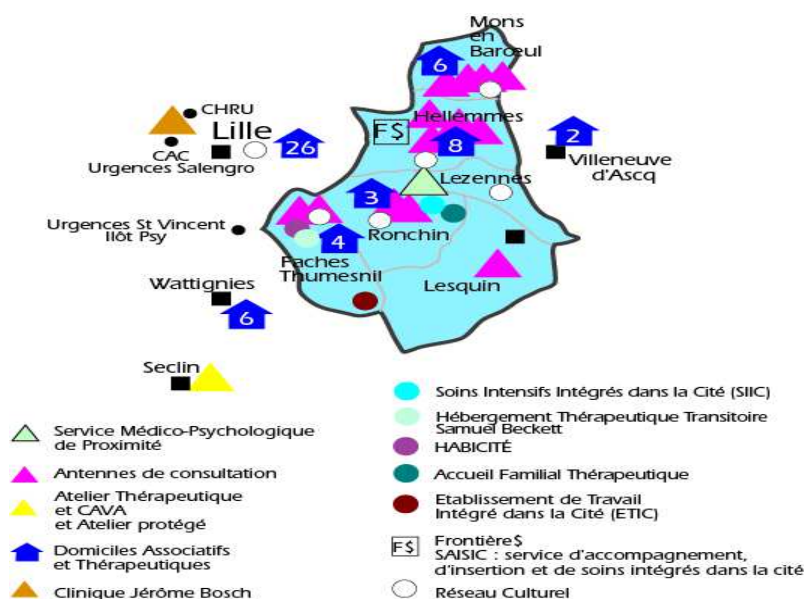 Mons
en
Barœul
6
CHRU
Lille
F$
Hellemmes
26
8
2
CAC
Urgences Salengro
Villeneuve
d'Ascq
Lezennes
3
Urgences St Vincent
Ilôt Psy
4
Ronchin
Faches
Thumesnil
Wattignies
Lesquin
6
Seclin
Service Médico-Psychologique
de Proximité
Antennes de consultation
Atelier Thérapeutique
et CAVA
et Atelier protégé
Domiciles Associatifs
et Thérapeutiques
Clinique Jérôme Bosch
Soins Intensifs Intégrés dans la Cité (SIIC)
Hébergement Thérapeutique Transitoire
Samuel Beckett
HABICITÉ
Accueil Familial Thérapeutique
Etablissement de Travail
Intégré dans la Cité (ETIC)
F$
Frontière$
SAISIC : service d'accompagnement,
d'insertion et de soins intégrés dans la cité
Réseau Culturel